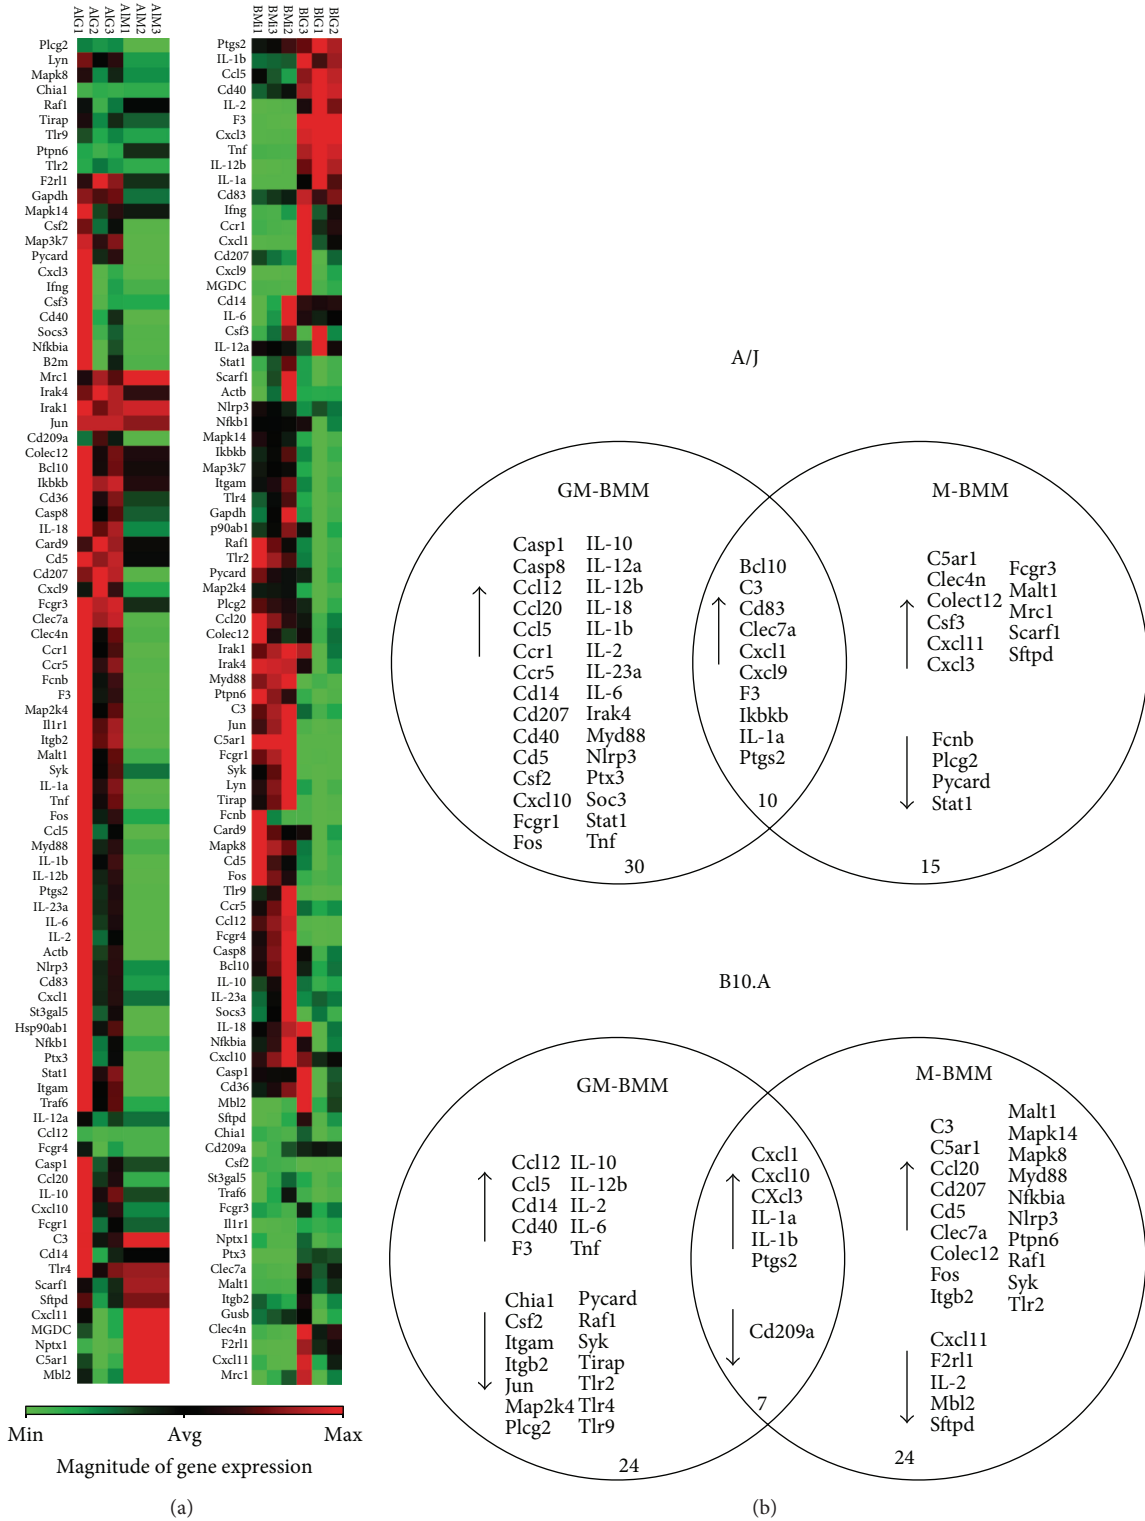 AIG1
AIG2
AIG3
AIM1
AIM2
AIM3
Plcg2
Lyn
Mapk8
Chia1
Raf1
Tirap
Tlr9
Ptpn6
Tlr2
F2rl1
Gapdh
Mapk14
Csf2
Map3k7
Pycard
Cxcl3
Ifng
Csf3
Cd40
Socs3
Nfkbia
B2m
Mrc1
Irak4
Irak1
Jun
Cd209a
Colec12
Bcl10
Ikbkb
Cd36
Casp8
IL-18
Card9
Cd5
Cd207
Cxcl9
Fcgr3
Clec7a
Clec4n
Ccr1
Ccr5
Fcnb
F3
Map2k4
Il1r1
Itgb2
Malt1
Syk
IL-1a
Tnf
Fos
Ccl5
Myd88
IL-1b
IL-12b
Ptgs2
IL-23a
IL-6
IL-2
Actb
Nlrp3
Cd83
Cxcl1
St3gal5
Hsp90ab1
Nfkb1
Ptx3
Stat1
Itgam
Traf6
IL-12a
Ccl12
Fcgr4
Casp1
Ccl20
IL-10
Cxcl10
Fcgr1
C3
Cd14
Tlr4
Scarf1
Sftpd
Cxcl11
MGDC
Nptx1
C5ar1
Mbl2
BMi1
BMi3
BMi2
BIG3
BIG1
BIG2
Ptgs2
IL-1b
Ccl5
Cd40
IL-2
F3
Cxcl3
Tnf
IL-12b
IL-1a
Cd83
Ifng
Ccr1
Cxcl1
Cd207
Cxcl9
MGDC
Cd14
IL-6
Csf3
IL-12a
Stat1
Scarf1
Actb
Nlrp3
Nfkb1
Mapk14
Ikbkb
Map3k7
Itgam
Tlr4
Gapdh
p90ab1
Raf1
Tlr2
Pycard
Map2k4
Plcg2
Ccl20
Colec12
Irak1
Irak4
Myd88
Ptpn6
C3
Jun
C5ar1
Fcgr1
Syk
Lyn
Tirap
Fcnb
Card9
Mapk8
Cd5
Fos
Tlr9
Ccr5
Ccl12
Fcgr4
Casp8
Bcl10
IL-10
IL-23a
Socs3
IL-18
Nfkbia
Cxcl10
Casp1
Cd36
Mbl2
Sftpd
Chia1
Cd209a
Csf2
St3gal5
Traf6
Fcgr3
Il1r1
Nptx1
Ptx3
Clec7a
Malt1
Itgb2
Gusb
Clec4n
F2rl1
Cxcl11
Mrc1
Min Avg Max
Magnitude of gene expression
(a)
A/J
GM-BMM
Casp1 IL-10
Casp8 IL-12a
Ccl12 IL-12b
Ccl20 IL-18
Ccl5 IL-1b
Ccr1 IL-2
Ccr5 IL-23a
Cd14 IL-6
Cd207 Irak4
Cd40 Myd88
Cd5 Nlrp3
Csf2 Ptx3
Cxcl10 Soc3
Fcgr1 Stat1
Fos Tnf
30
Bcl10
C3
Cd83
Clec7a
Cxcl1
Cxcl9
F3
Ikbkb
IL-1a
Ptgs2
10
M-BMM
C5ar1
Clec4n
Colect12
Csf3
Cxcl11
Cxcl3
Fcgr3
Malt1
Mrc1
Scarf1
Sftpd
Fcnb
Plcg2
Pycard
Stat1
15
B10.A
GM-BMM
Ccl12 IL-10
Ccl5 IL-12b
Cd14 IL-2
Cd40 IL-6
F3 Tnf
Chia1 Pycard
Csf2 Raf1
Itgam Syk
Itgb2 Tirap
Jun Tlr2
Map2k4 Tlr4
Plcg2 Tlr9
24
Cxcl1
Cxcl10
CXcl3
IL-1a
IL-1b
Ptgs2
Cd209a
7
M-BMM
C3
C5ar1
Ccl20
Cd207
Cd5
Clec7a
Colec12
Fos
Itgb2
Malt1
Mapk14
Mapk8
Myd88
Nfkbia
Nlrp3
Ptpn6
Raf1
Syk
Tlr2
Cxcl11
F2rl1
IL-2
Mbl2
Sftpd
24
(b)